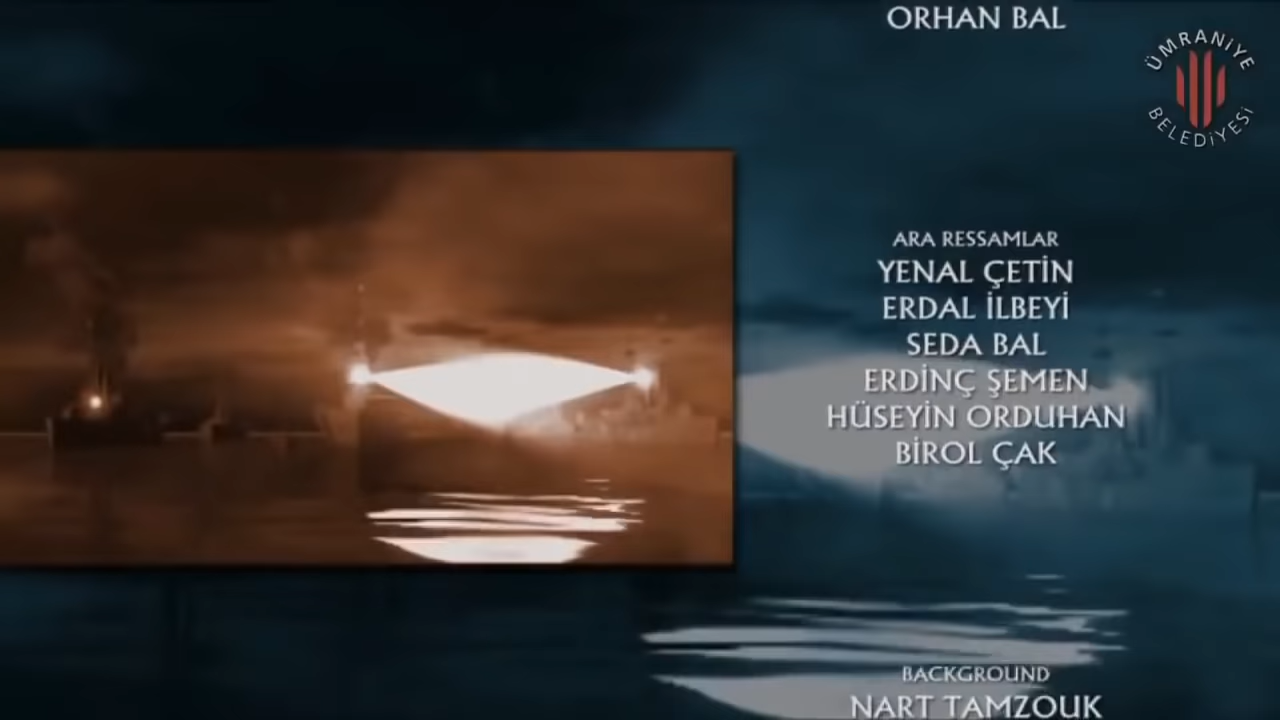 ORHAN BAL
ÜMRANİYE
BELEDİYESİ
ARA RESSAMLAR
YENAL ÇETİN
ERDAL İLBEYİ
SEDA BAL
ERDİNÇ ŞEMEN
HÜSEYİN ORDUHAN
BİROL ÇAK
BACKGROUND
NART TAMZOUK